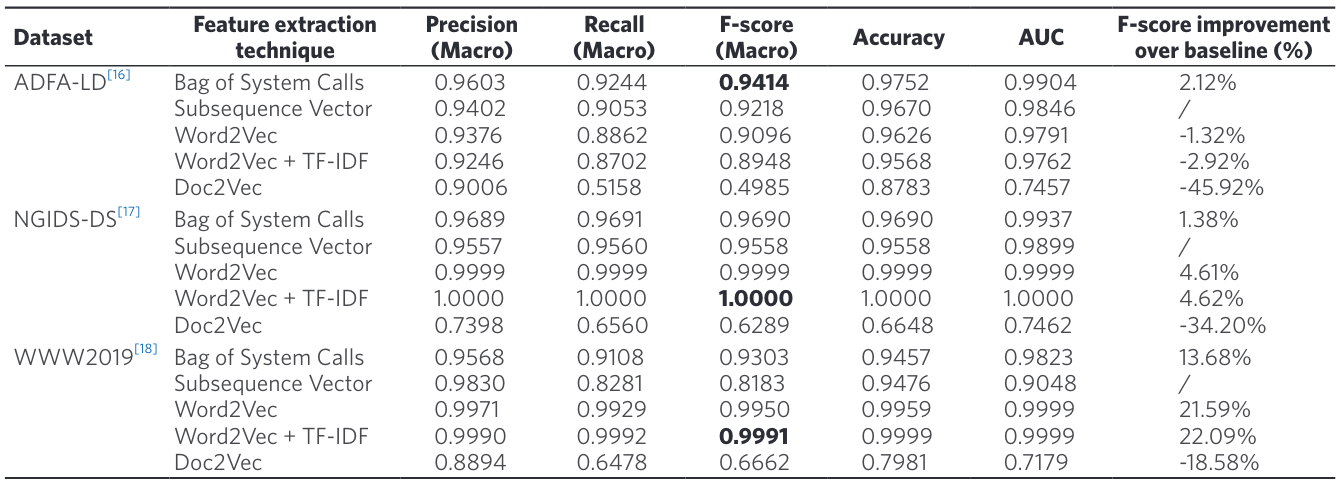 Dataset Feature extraction technique Precision (Macro) Recall (Macro) F-score (Macro) Accuracy AUC F-score improvement over baseline (%)
ADFA-LD[16] Bag of System Calls 0.9603 0.9244 0.9414 0.9752 0.9904 2.12%
Subsequence Vector 0.9402 0.9053 0.9218 0.9670 0.9846 /
Word2Vec 0.9376 0.8862 0.9096 0.9626 0.9791 -1.32%
Word2Vec + TF-IDF 0.9246 0.8702 0.8948 0.9568 0.9762 -2.92%
Doc2Vec 0.9006 0.5158 0.4985 0.8783 0.7457 -45.92%
NGIDS-DS[17] Bag of System Calls 0.9689 0.9691 0.9690 0.9690 0.9937 1.38%
Subsequence Vector 0.9557 0.9560 0.9558 0.9558 0.9899 /
Word2Vec 0.9999 0.9999 0.9999 0.9999 0.9999 4.61%
Word2Vec + TF-IDF 1.0000 1.0000 1.0000 1.0000 1.0000 4.62%
Doc2Vec 0.7398 0.6560 0.6289 0.6648 0.7462 -34.20%
WWW2019[18] Bag of System Calls 0.9568 0.9108 0.9303 0.9457 0.9823 13.68%
Subsequence Vector 0.9830 0.8281 0.8183 0.9476 0.9048 /
Word2Vec 0.9971 0.9929 0.9950 0.9959 0.9999 21.59%
Word2Vec + TF-IDF 0.9990 0.9992 0.9991 0.9999 0.9999 22.09%
Doc2Vec 0.8894 0.6478 0.6662 0.7981 0.7179 -18.58%